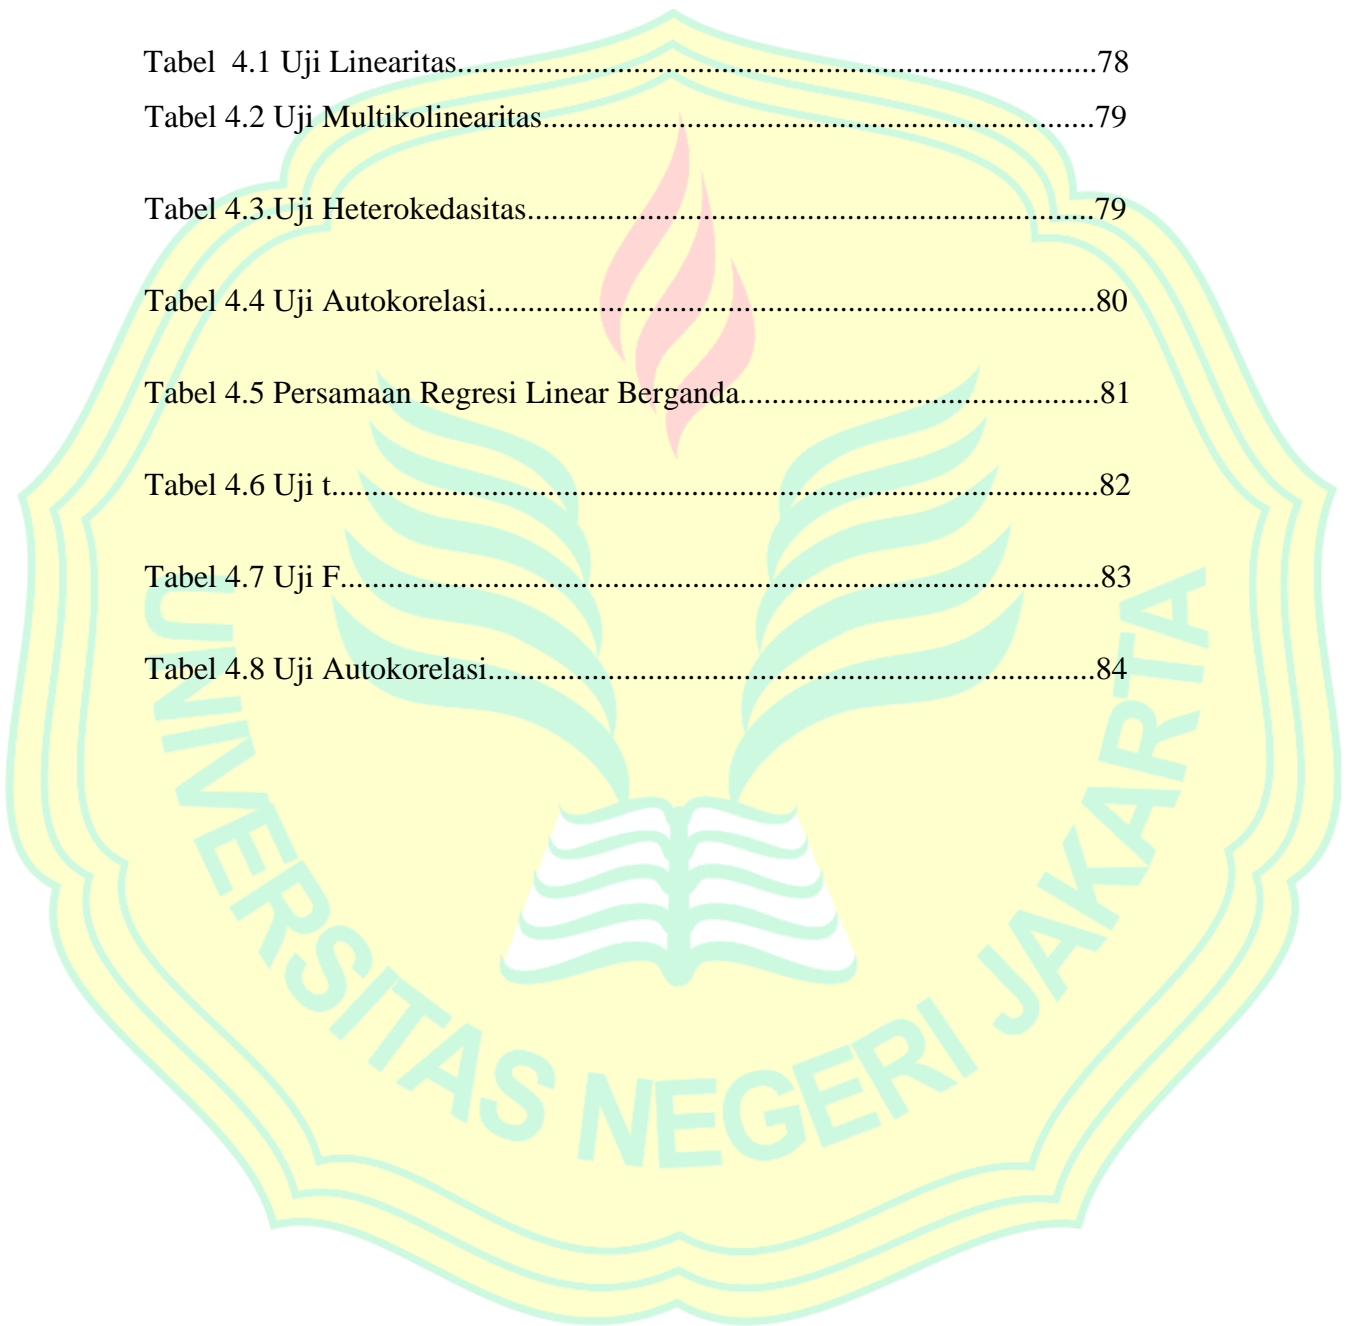 Tabel  4.1 Uji Linearitas................................................................................78
Tabel 4.2 Uji Multikolinearitas.....................................................................79
Tabel 4.3.Uji Heterokedasitas.......................................................................79
Tabel 4.4 Uji Autokorelasi............................................................................80
Tabel 4.5 Persamaan Regresi Linear Berganda.............................................81
Tabel 4.6 Uji t................................................................................................82
Tabel 4.7 Uji F...............................................................................................83
Tabel 4.8 Uji Autokorelasi............................................................................84
UNIVERSITAS NEGERI JAKARTA